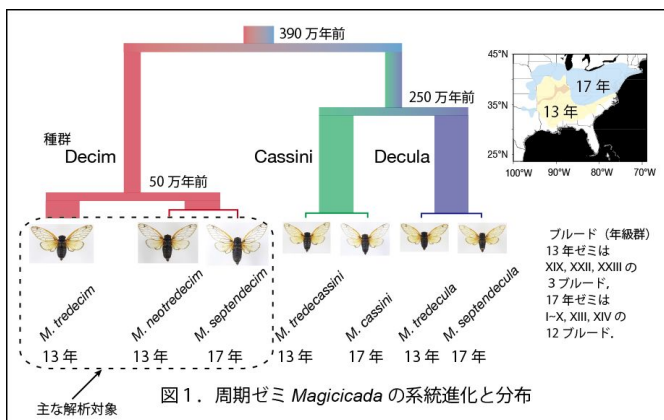 390 万年前
250 万年前
種群
Decim
Cassini
Decula
50 万年前
M. tredecim
M. neotredecim
M. septendecim
M. tredecassini
M. cassini
M. tredecula
M. septendecula
13 年
13 年
17 年
13 年
17 年
13 年
17 年
主な解析対象
45°N
35°N
25°N
17 年
13 年
100°W
90°W
80°W
70°W
ブルード（年級群）
13 年ゼミは
XIX, XXII, XXIII の
3 ブルード，
17 年ゼミは
I~X, XIII, XIV の
12 ブルード．
図 1． 周期ゼミ Magicicada の系統進化と分布